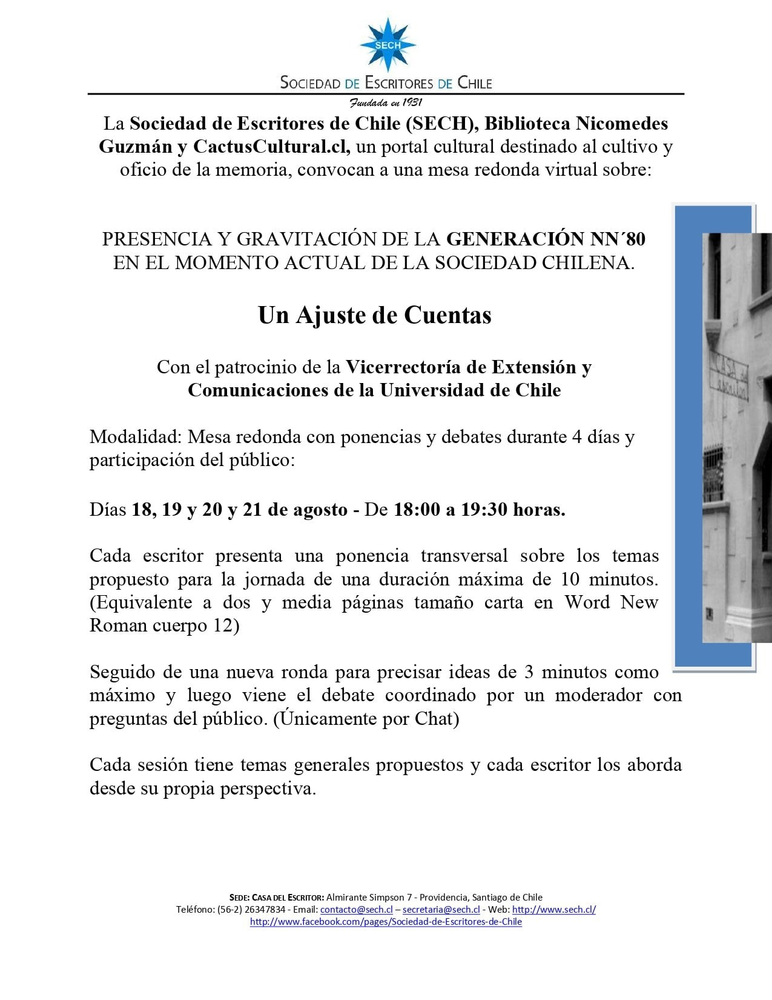 SECH
SOCIEDAD DE ESCRITORES DE CHILE
Fundada en 1931
La Sociedad de Escritores de Chile (SECH), Biblioteca Nicomedes
Guzmán y CactusCultural.cl, un portal cultural destinado al cultivo y
oficio de la memoria, convocan a una mesa redonda virtual sobre:
PRESENCIA Y GRAVITACIÓN DE LA GENERACIÓN NN´80
EN EL MOMENTO ACTUAL DE LA SOCIEDAD CHILENA.
Un Ajuste de Cuentas
Con el patrocinio de la Vicerrectoría de Extensión y
Comunicaciones de la Universidad de Chile
Modalidad: Mesa redonda con ponencias y debates durante 4 días y
participación del público:
Días 18, 19 y 20 y 21 de agosto - De 18:00 a 19:30 horas.
Cada escritor presenta una ponencia transversal sobre los temas
propuesto para la jornada de una duración máxima de 10 minutos.
(Equivalente a dos y media páginas tamaño carta en Word New
Roman cuerpo 12)
Seguido de una nueva ronda para precisar ideas de 3 minutos como
máximo y luego viene el debate coordinado por un moderador con
preguntas del público. (Únicamente por Chat)
Cada sesión tiene temas generales propuestos y cada escritor los aborda
desde su propia perspectiva.
CASA del
escritor
SEDE: CASA DEL ESCRITOR: Almirante Simpson 7 - Providencia, Santiago de Chile
Teléfono: (56-2) 26347834 - Email: contacto@sech.cl – secretaria@sech.cl - Web: http://www.sech.cl/
http://www.facebook.com/pages/Sociedad-de-Escritores-de-Chile